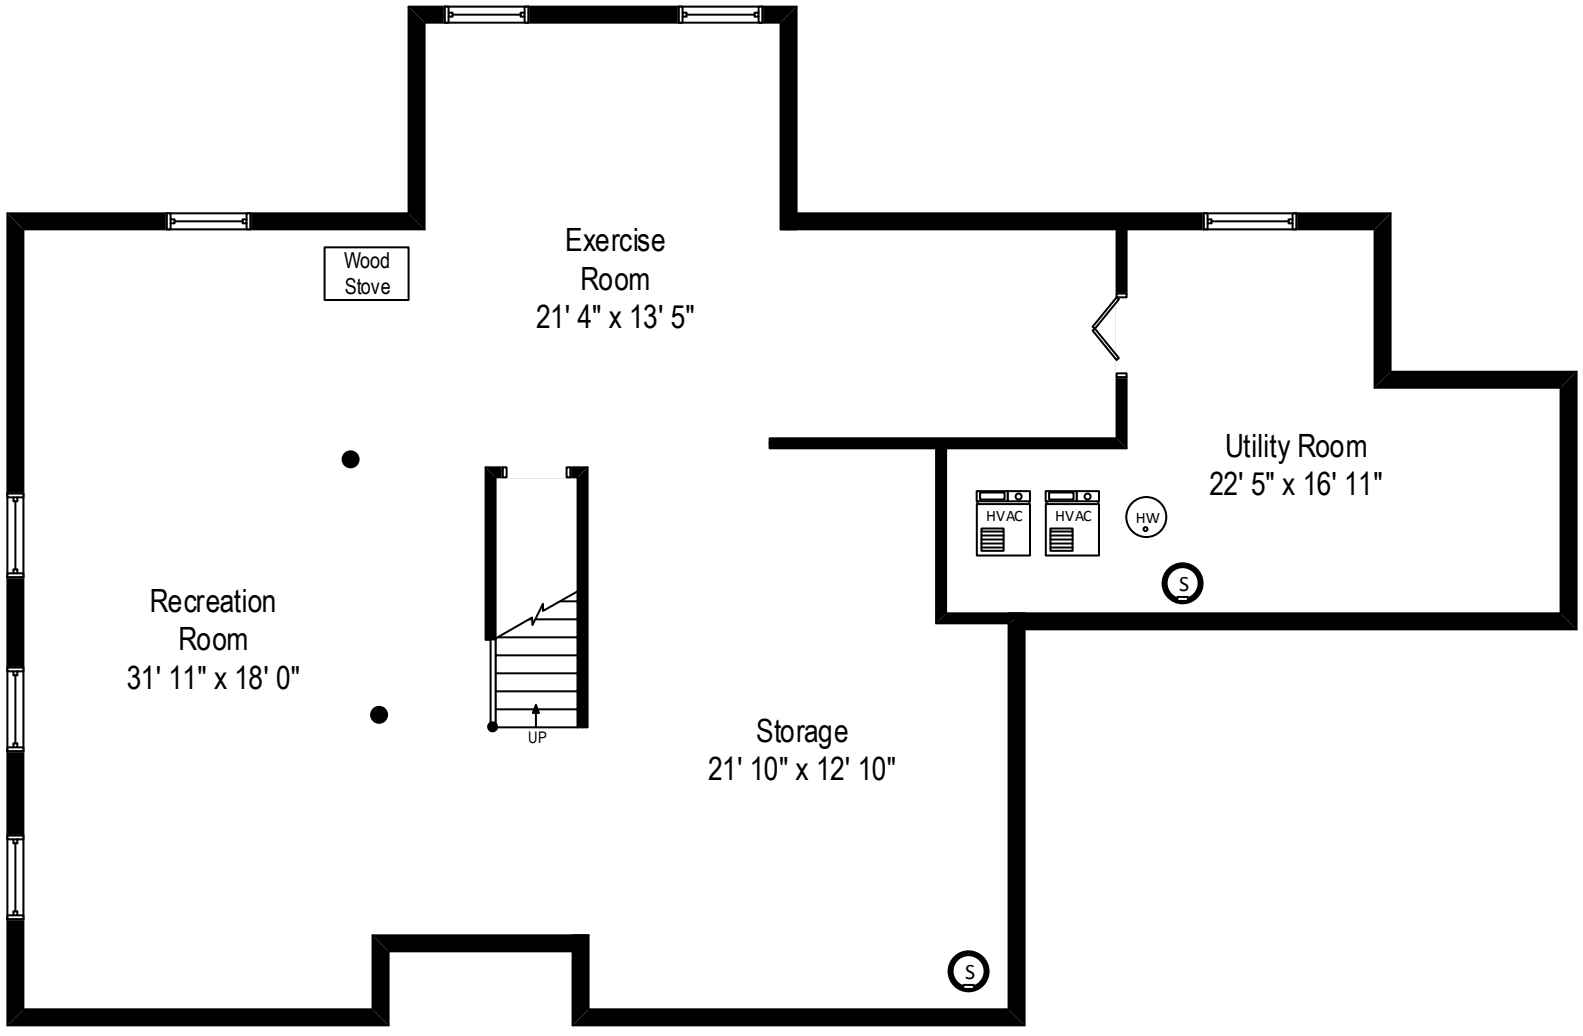 Wood
Stove
Exercise
Room
21' 4" x 13' 5"
Utility Room
22' 5" x 16' 11"
HVAC
HVAC
HW
S
Recreation
Room
31' 11" x 18' 0"
UP
Storage
21' 10" x 12' 10"
S